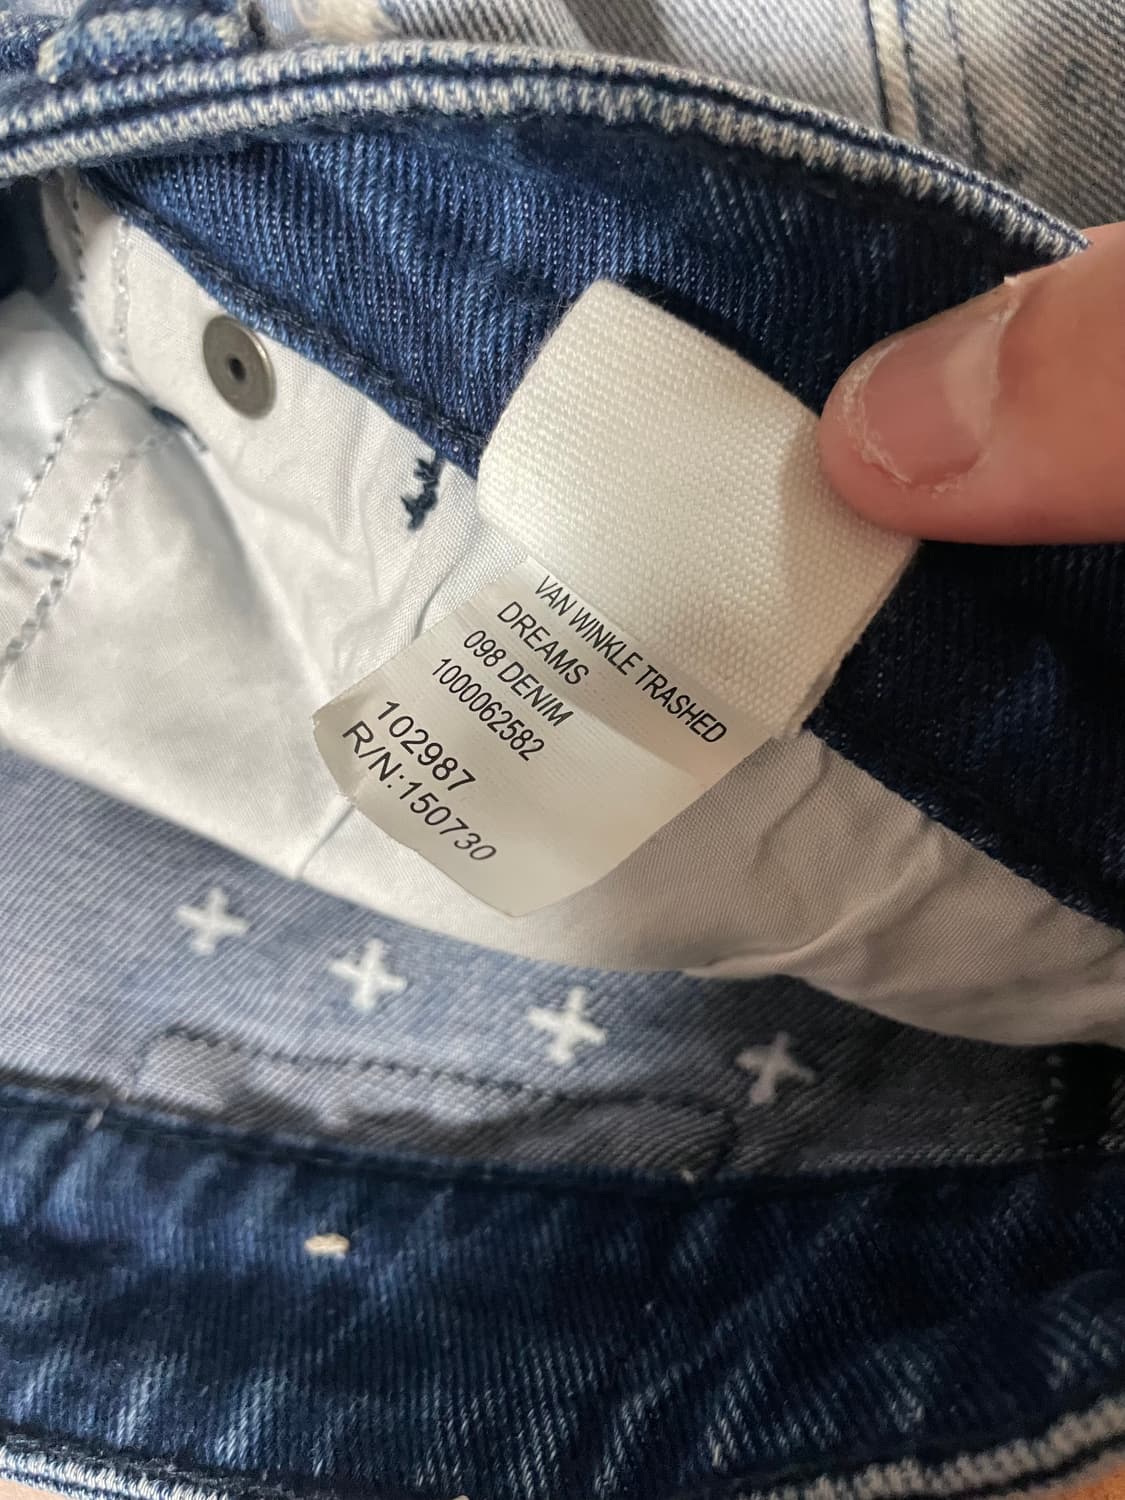 VAN WINKLE TRASHED
DREAMS
098 DENIM
1000062582
102987
R/N:150730